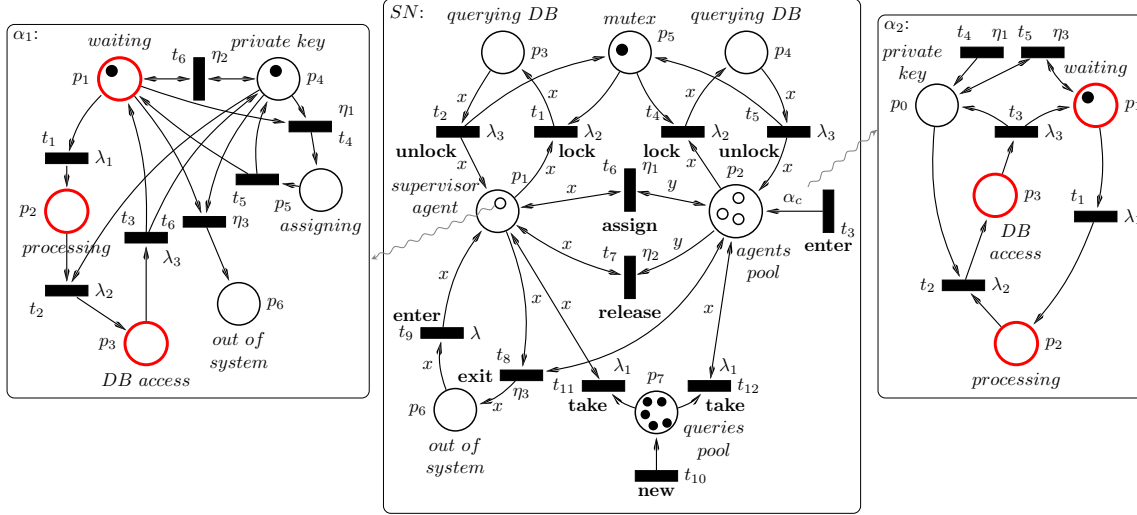 α1:
waiting
private key
t6
η2
p1
p4
η1
t4
t1
λ1
p2
processing
t5
p5
assigning
t3
t6
η3
λ3
λ2
t2
p3
DB access
p6
out of
system
SN:
querying DB
mutex
querying DB
p3
p5
p4
x
x
x
x
t2
λ3
t1
λ2
t4
λ2
t5
λ3
unlock
lock
lock
unlock
x
x
x
x
supervisor
agent
p1
t6
η1
p2
x
y
αc
assign
t3
enter
x
t7
η2
y
agents
pool
release
x
x
x
x
enter
t9
λ
t8
exit
η3
x
x
p6
out of
system
t11
λ1
take
p7
λ1
t12
take
queries
pool
t10
new
α2:
t4
η1
t5
η3
private
key
waiting
p0
p1
t3
λ3
p3
DB
access
t1
λ1
t2
λ2
p2
processing